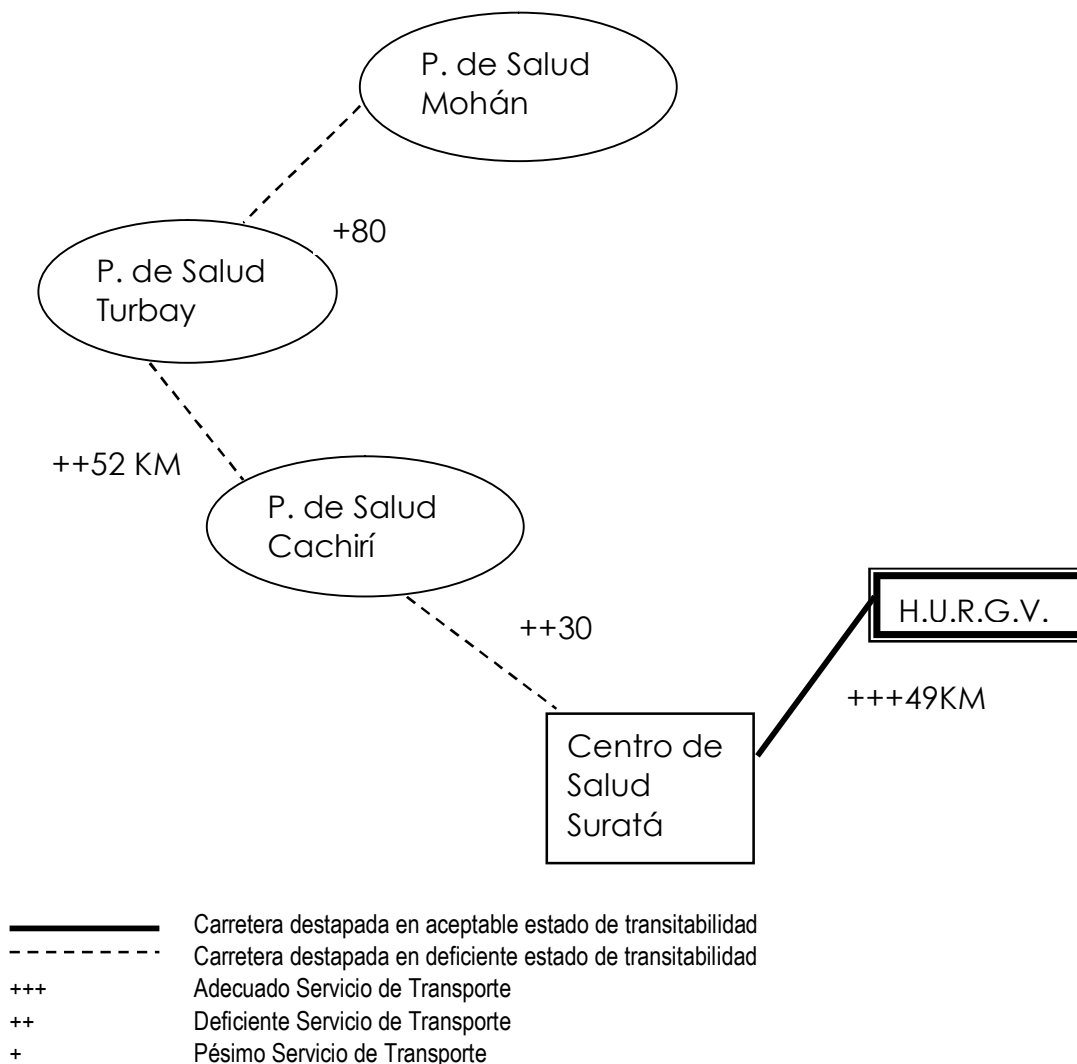 P. de Salud
Mohán
+80
P. de Salud
Turbay
++52 KM
P. de Salud
Cachirí
++30
H.U.R.G.V.
+++49KM
Centro de
Salud
Suratá
Carretera destapada en aceptable estado de transitabilidad
Carretera destapada en deficiente estado de transitabilidad
+++ Adecuado Servicio de Transporte
++ Deficiente Servicio de Transporte
+ Pésimo Servicio de Transporte